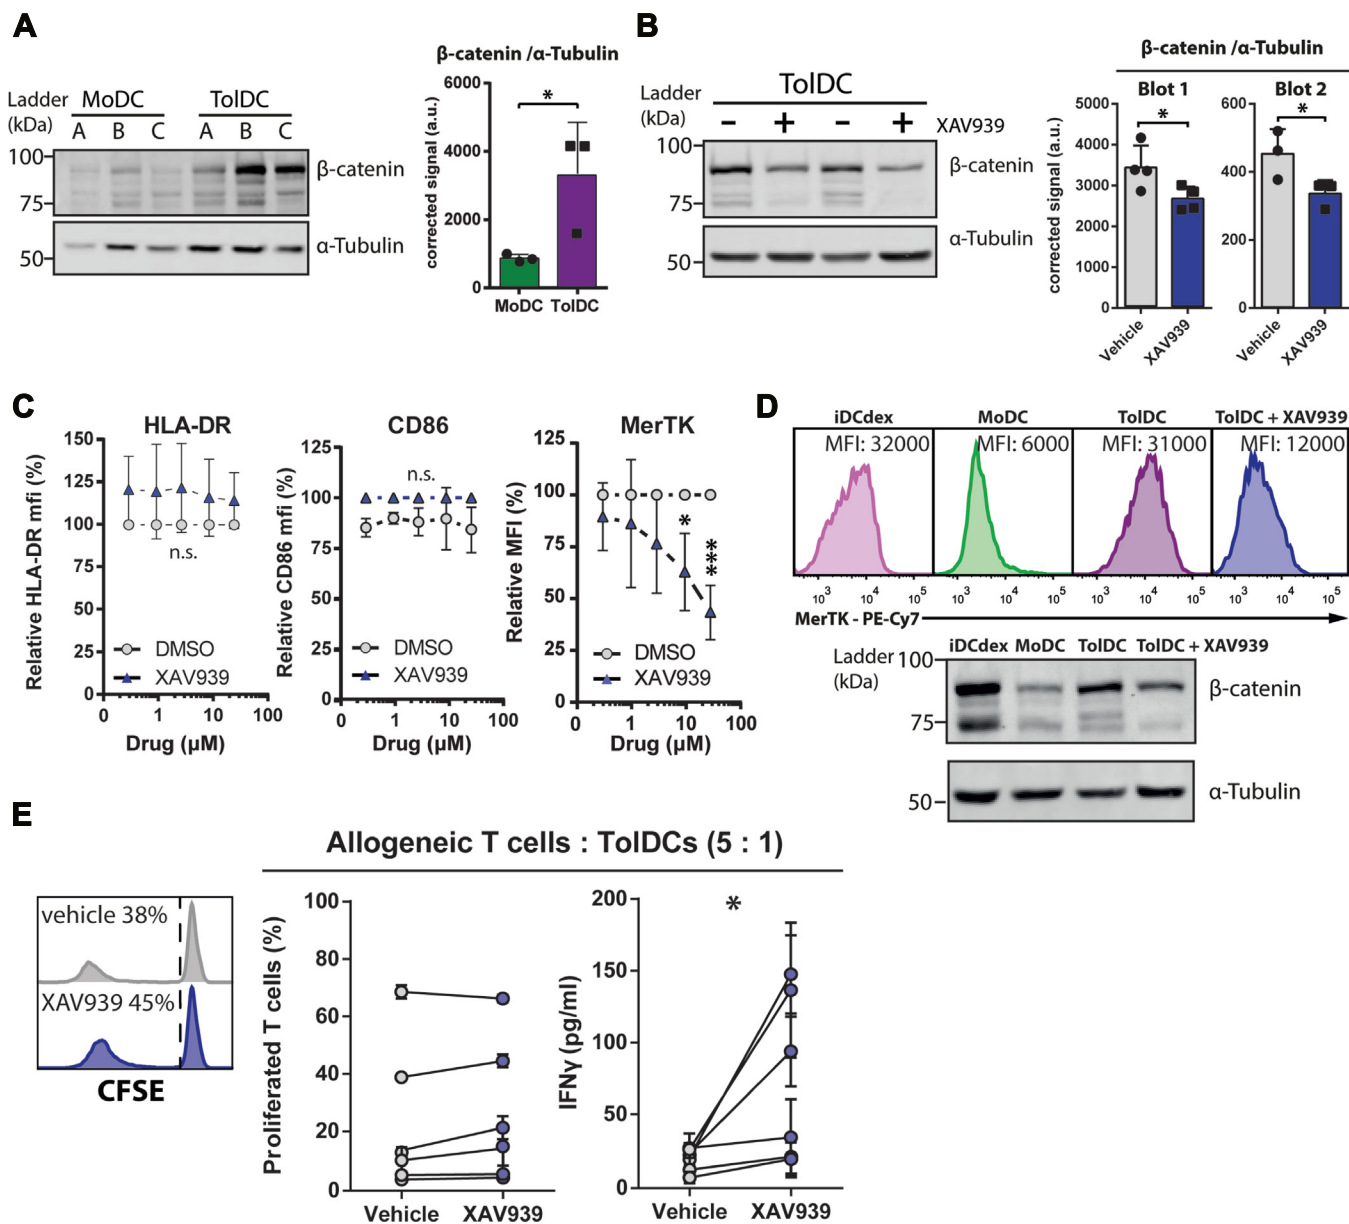 A
β-catenin /α-Tubulin
Ladder
(kDa)
MoDC
TolDC
A B C A B C
100
75
50
β-catenin
α-Tubulin
corrected signal (a.u.)
6000
4000
2000
0
*
MoDC
TolDC
B
TolDC
Ladder
(kDa)
− + − +
XAV939
100
75
50
β-catenin
α-Tubulin
β-catenin /α-Tubulin
Blot 1
Blot 2
corrected signal (a.u.)
5000
4000
3000
2000
1000
0
*
Vehicle
XAV939
600
400
200
0
*
Vehicle
XAV939
C
HLA-DR
Relative HLA-DR mfi (%)
150
125
100
75
50
25
0
n.s.
DMSO
XAV939
0 1 10 100
Drug (µM)
CD86
Relative CD86 mfi (%)
125
100
75
50
25
0
n.s.
DMSO
XAV939
0 1 10 100
Drug (µM)
MerTK
Relative MFI (%)
125
100
75
50
25
0
*
***
DMSO
XAV939
1 10 100
Drug (µM)
D
iDCdex
MoDC
TolDC
TolDC + XAV939
MFI: 32000
MFI: 6000
MFI: 31000
MFI: 12000
10³ 10⁴ 10⁵
10³ 10⁴ 10⁵
10³ 10⁴ 10⁵
10³ 10⁴ 10⁵
MerTK - PE-Cy7
iDCdex MoDC TolDC TolDC + XAV939
Ladder
(kDa)
100
75
50
β-catenin
α-Tubulin
E
Allogeneic T cells : TolDCs (5 : 1)
vehicle 38%
XAV939 45%
CFSE
Proliferated T cells (%)
100
80
60
40
20
0
Vehicle
XAV939
IFNγ (pg/ml)
200
150
100
50
0
*
Vehicle
XAV939